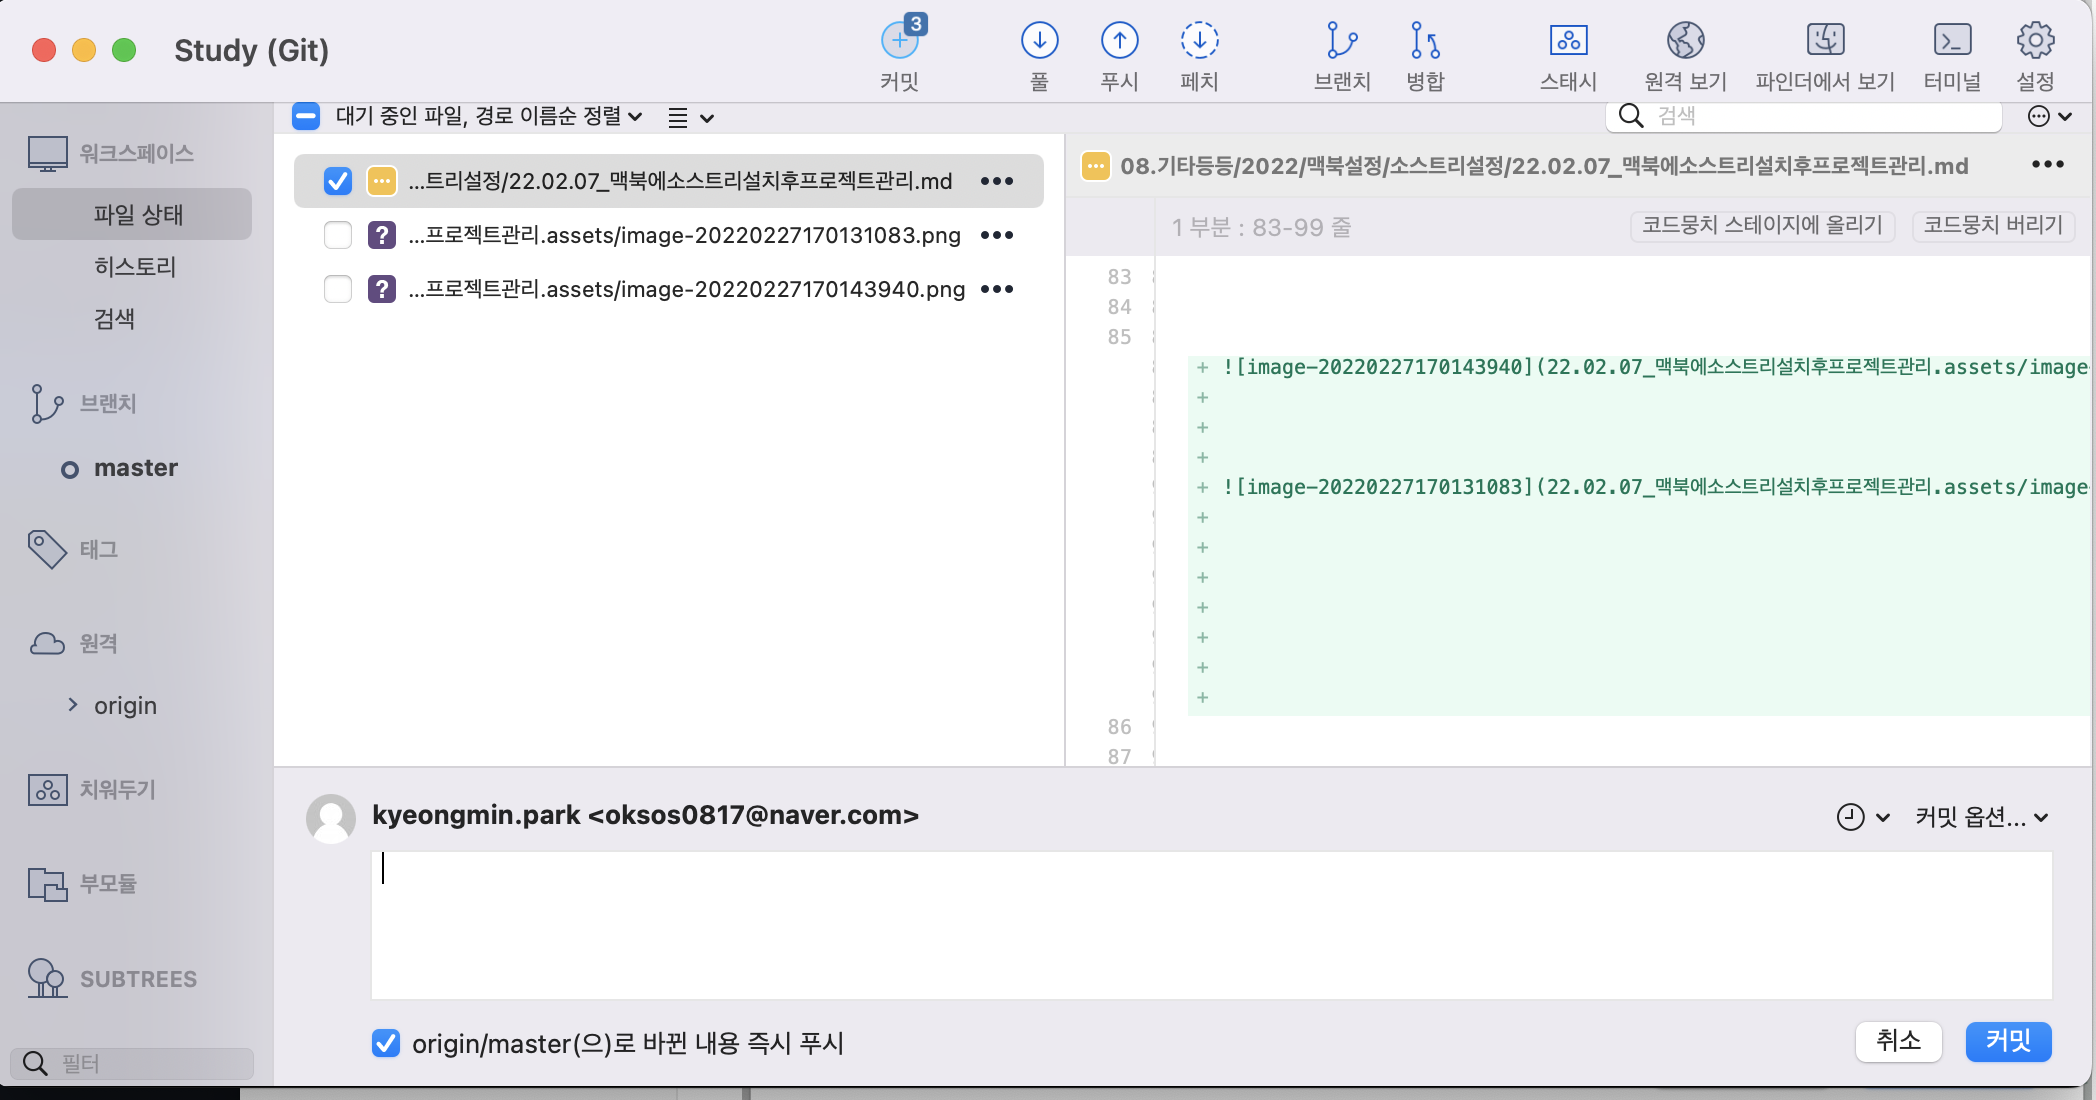 Study (Git)
3
커밋
풀
푸시
페치
브랜치
병합
스태시
원격 보기
파인더에서 보기
터미널
설정
워크스페이스
파일 상태
히스토리
검색
브랜치
master
태그
원격
origin
치워두기
부모듈
SUBTREES
필터
대기 중인 파일, 경로 이름순 정렬
검색
...트리설정/22.02.07_맥북에소스트리설치후프로젝트관리.md
...프로젝트관리.assets/image-20220227170131083.png
...프로젝트관리.assets/image-20220227170143940.png
08.기타등등/2022/맥북설정/소스트리설정/22.02.07_맥북에소스트리설치후프로젝트관리.md
1 부분 : 83-99 줄
코드뭉치 스테이지에 올리기
코드뭉치 버리기
83
84
85
+ ![image-20220227170143940](22.02.07_맥북에소스트리설치후프로젝트관리.assets/image-
+
+
+
+ ![image-20220227170131083](22.02.07_맥북에소스트리설치후프로젝트관리.assets/image-
+
+
+
+
+
+
+
86
87
kyeongmin.park <oksos0817@naver.com>
커밋 옵션...
origin/master(으)로 바뀐 내용 즉시 푸시
취소
커밋